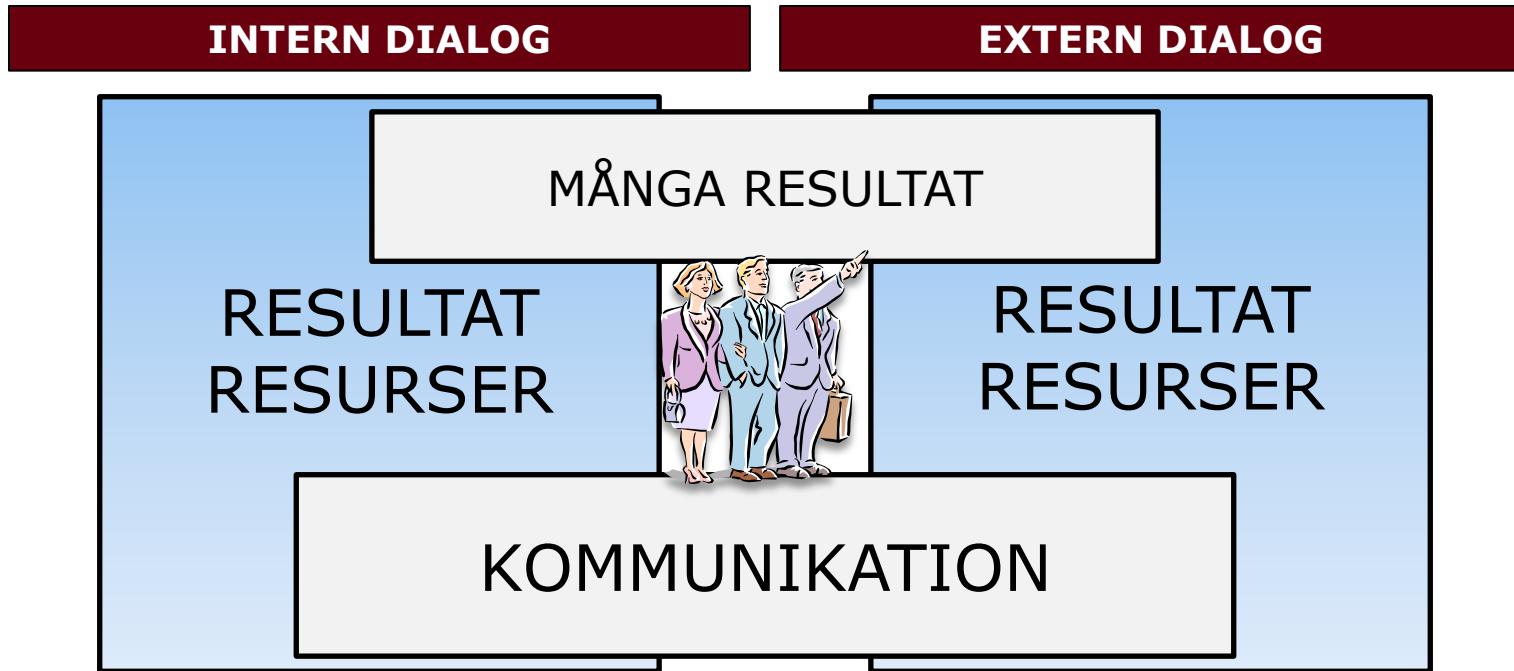 INTERN DIALOG
EXTERN DIALOG
MÅNGA RESULTAT
RESULTAT
RESURSER
RESULTAT
RESURSER
KOMMUNIKATION